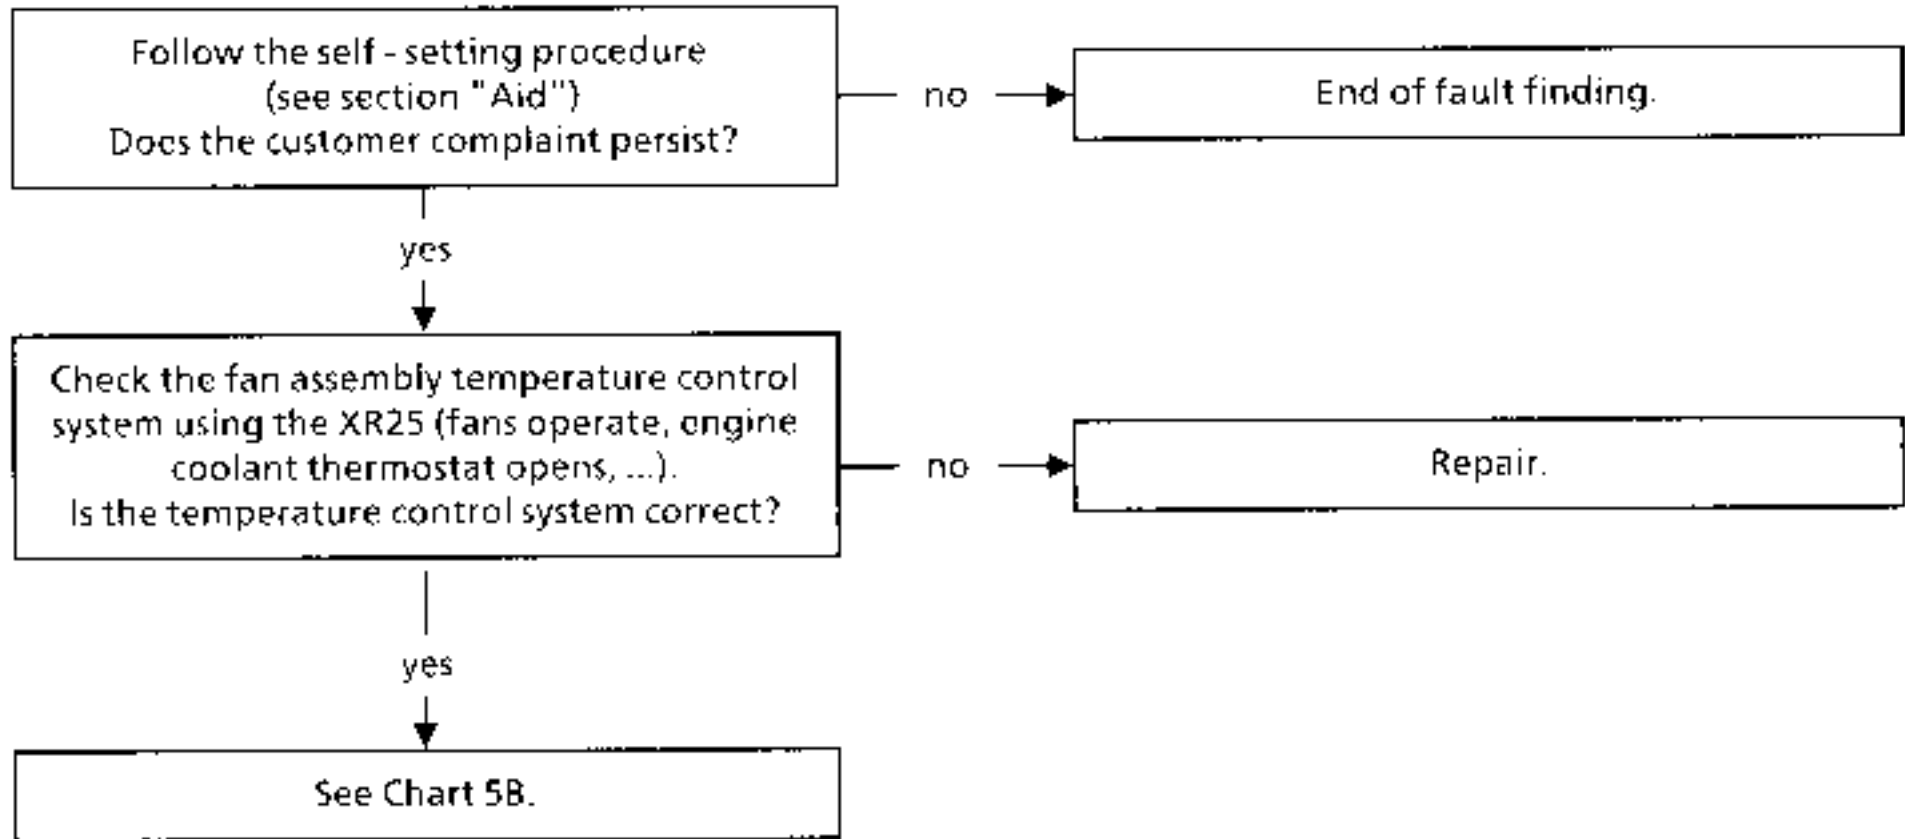 Follow the self - setting procedure
(see section "Aid")
Does the customer complaint persist?
no
End of fault finding.
yes
Check the fan assembly temperature control
system using the XR25 (fans operate, engine
coolant thermostat opens, ...).
Is the temperature control system correct?
no
Repair.
yes
See Chart 5B.